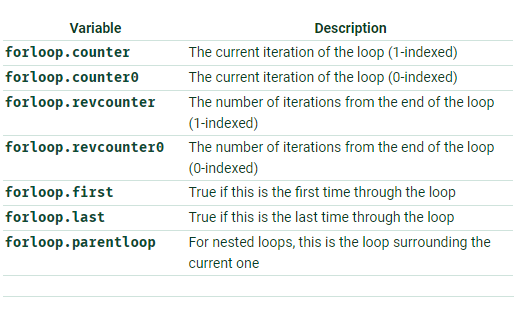 Variable Description
forloop.counter The current iteration of the loop (1-indexed)
forloop.counter0 The current iteration of the loop (0-indexed)
forloop.revcounter The number of iterations from the end of the loop
(1-indexed)
forloop.revcounter0 The number of iterations from the end of the loop
(0-indexed)
forloop.first True if this is the first time through the loop
forloop.last True if this is the last time through the loop
forloop.parentloop For nested loops, this is the loop surrounding the
current one